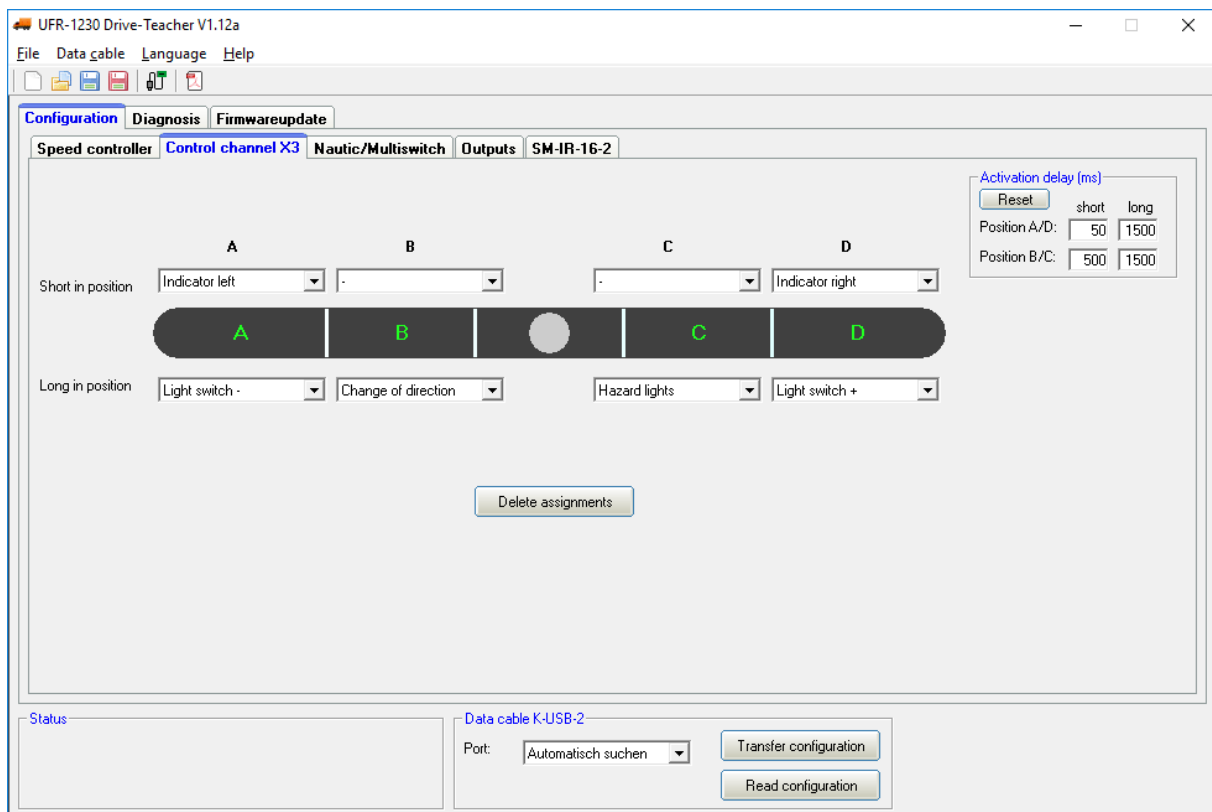 UFR-1230 Drive-Teacher V1.12a
File Data cable Language Help
Configuration Diagnosis Firmwareupdate
Speed controller Control channel X3 Nautic/Multiswitch Outputs SM-IR-16-2
Activation delay (ms)
Reset short long
Position A/D: 50 1500
Position B/C: 500 1500
A B C D
Short in position Indicator left - - Indicator right
A B C D
Long in position Light switch - Change of direction Hazard lights Light switch +
Delete assignments
Status
Data cable K-USB-2
Port: Automatisch suchen Transfer configuration
Read configuration